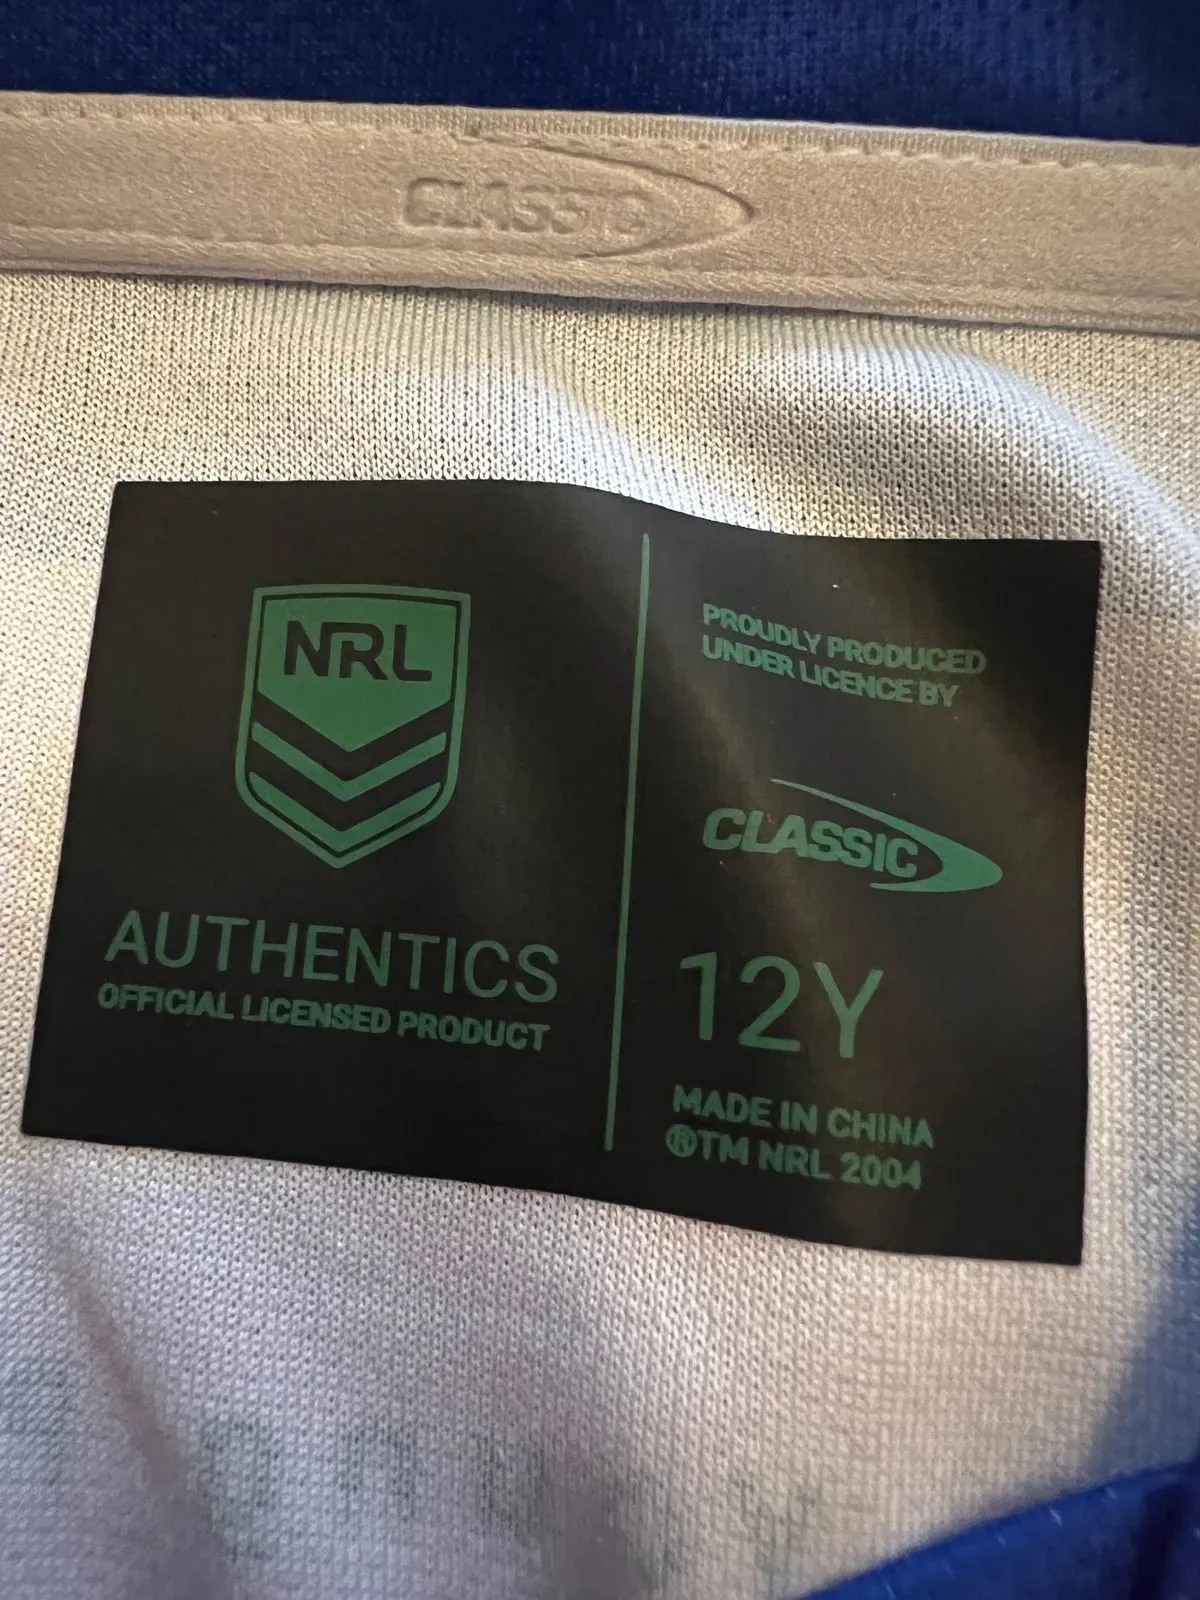 CLASSIC
NRL
AUTHENTICS
OFFICIAL LICENSED PRODUCT
PROUDLY PRODUCED
UNDER LICENCE BY
CLASSIC
12Y
MADE IN CHINA
®TM NRL 2004